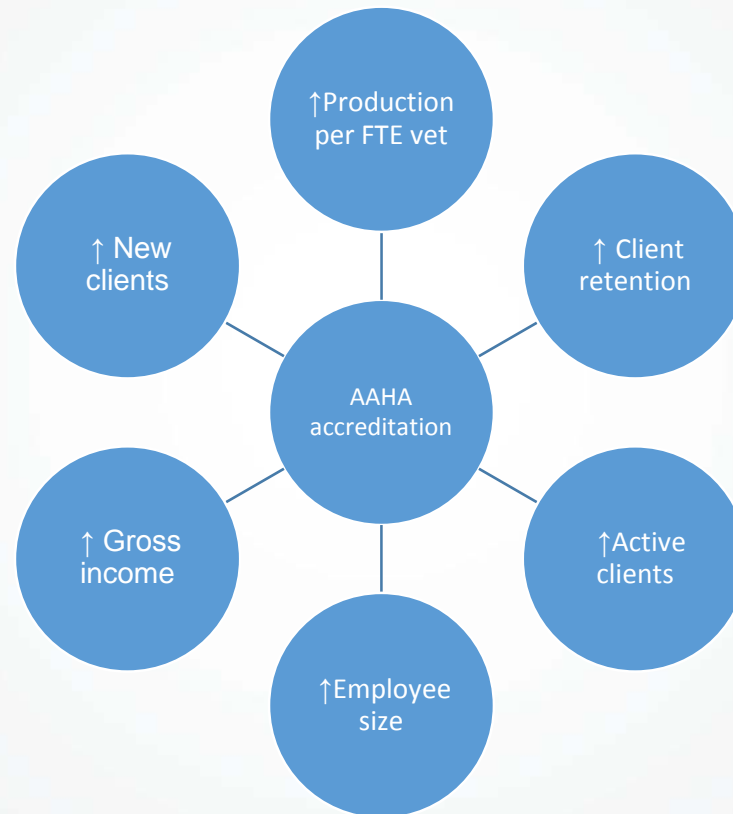 ↑Production
per FTE vet
↑ New
clients
↑ Client
retention
AAHA
accreditation
↑ Gross
income
↑Active
clients
↑Employee
size